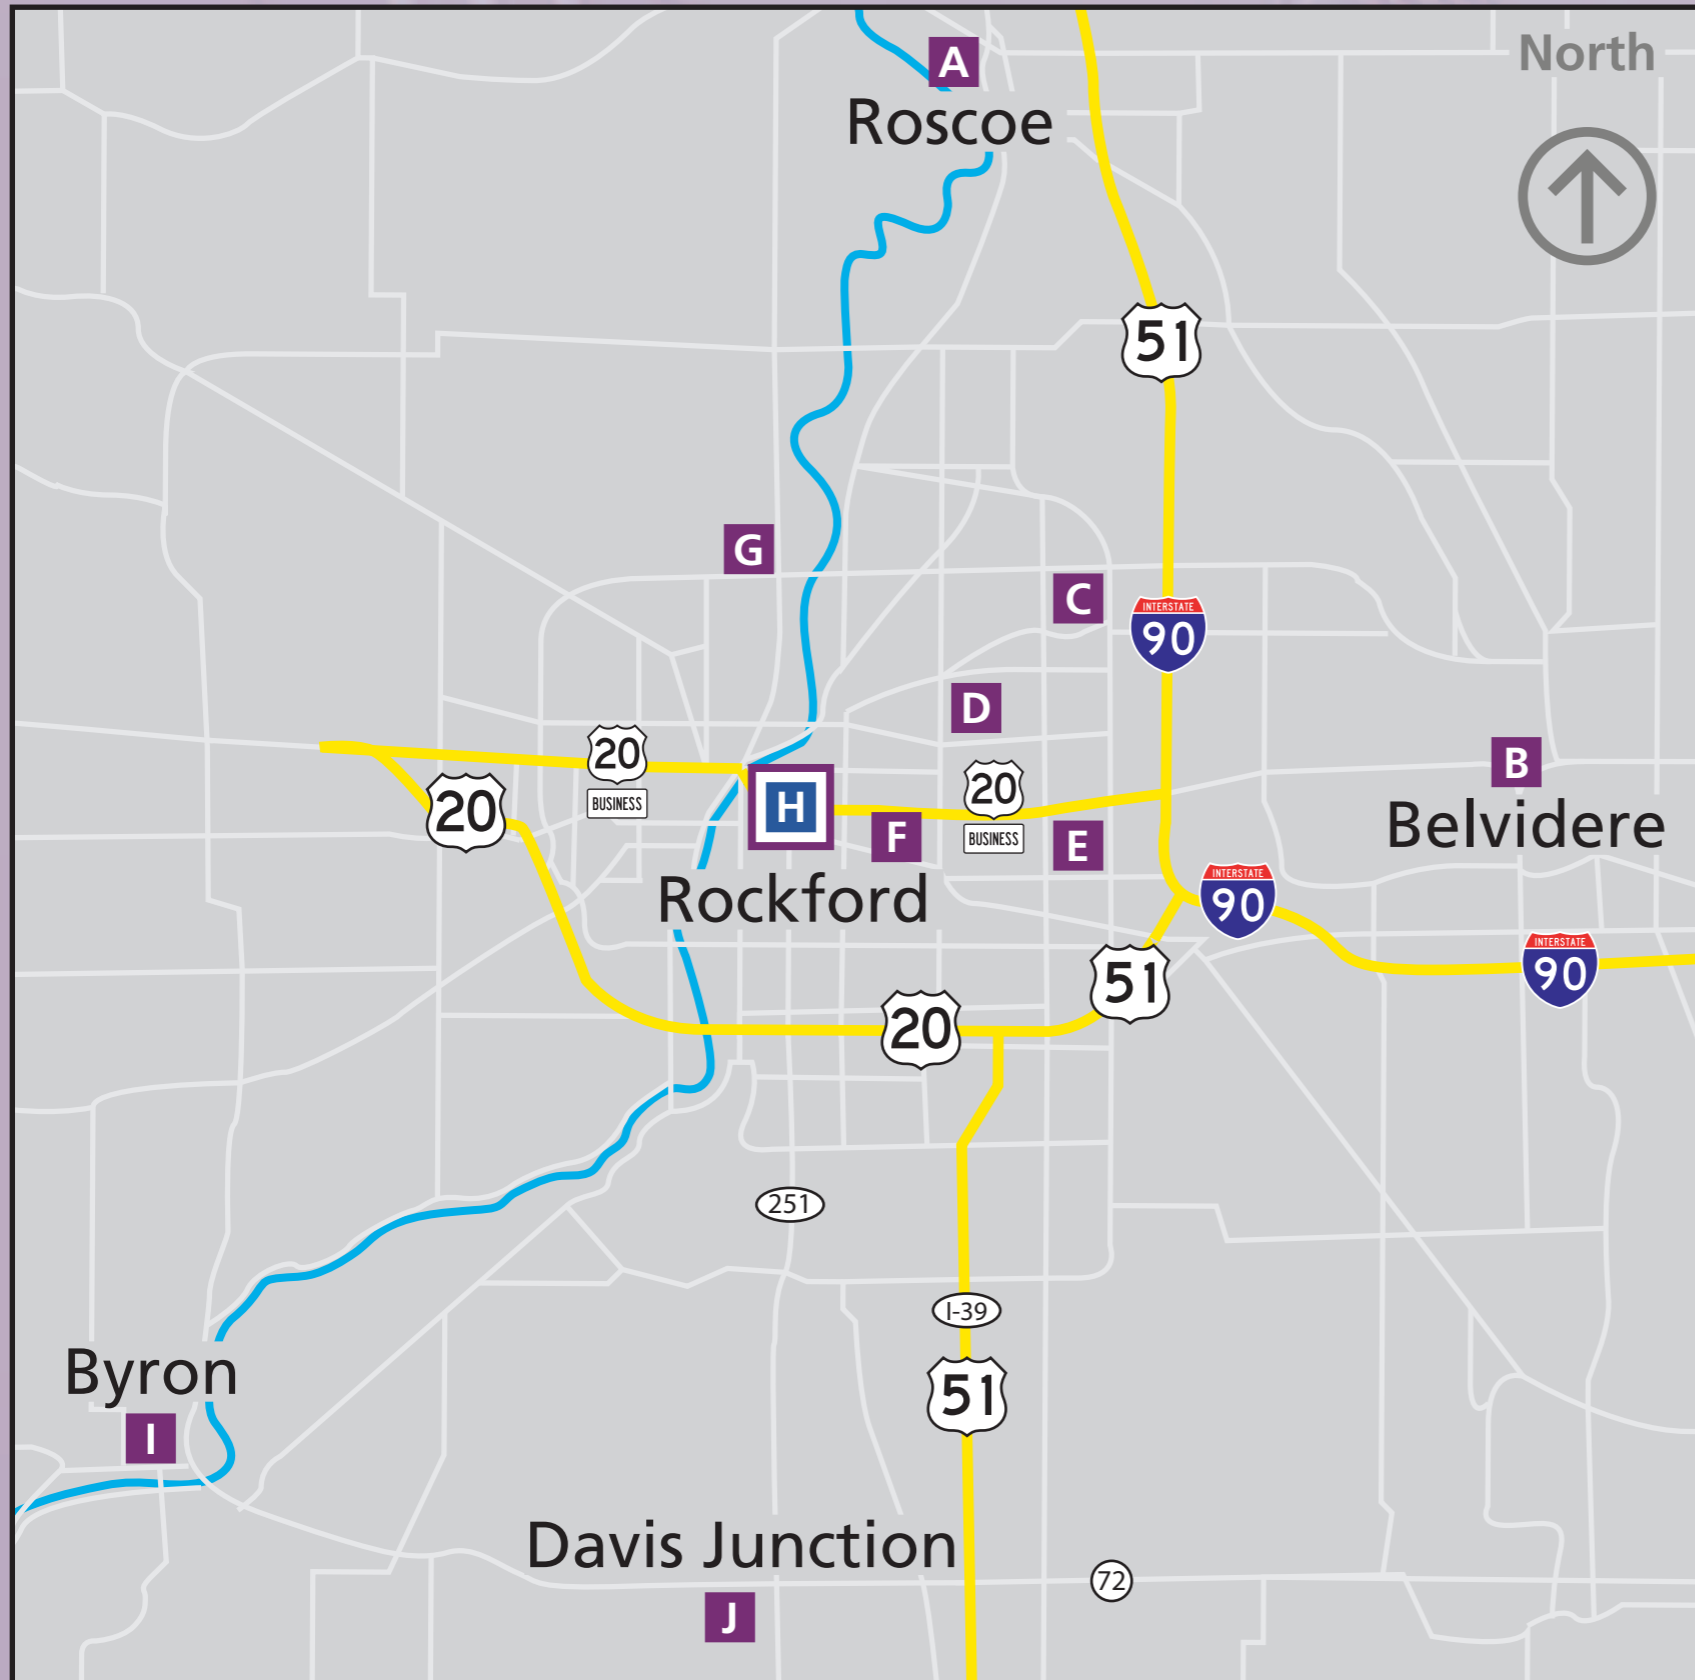 A
North
Roscoe
51
G
C
INTERSTATE
90
D
20
BUSINESS
B
20
BUSINESS
20
H
F
E
Belvidere
Rockford
INTERSTATE
90
51
INTERSTATE
90
20
251
I-39
Byron
51
I
Davis Junction
72
J